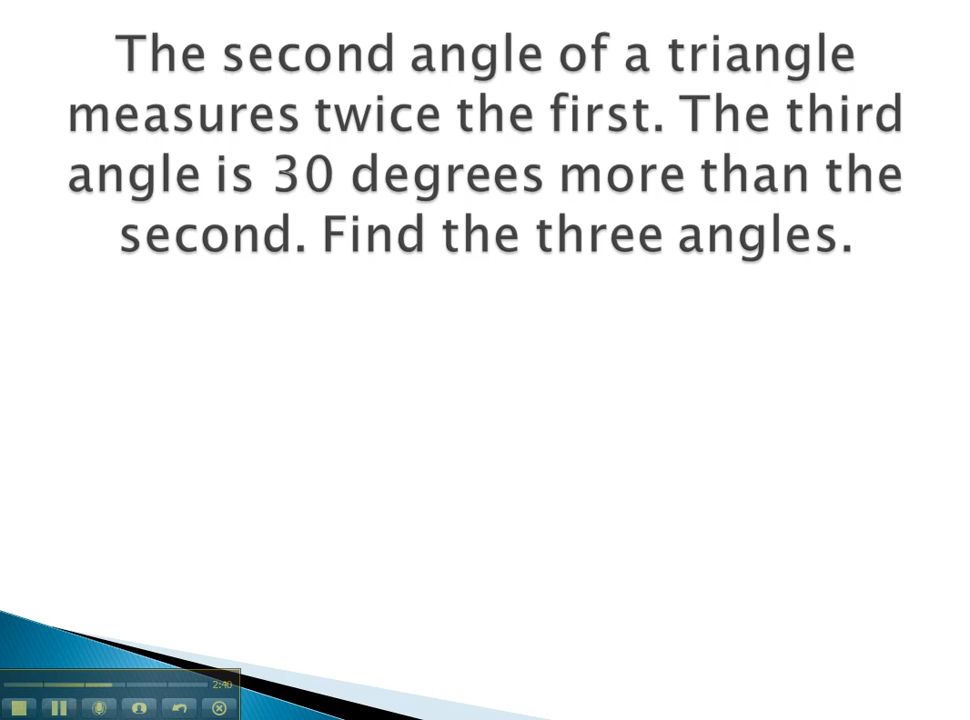 The second angle of a triangle
measures twice the first. The third
angle is 30 degrees more than the
second. Find the three angles.
2:40